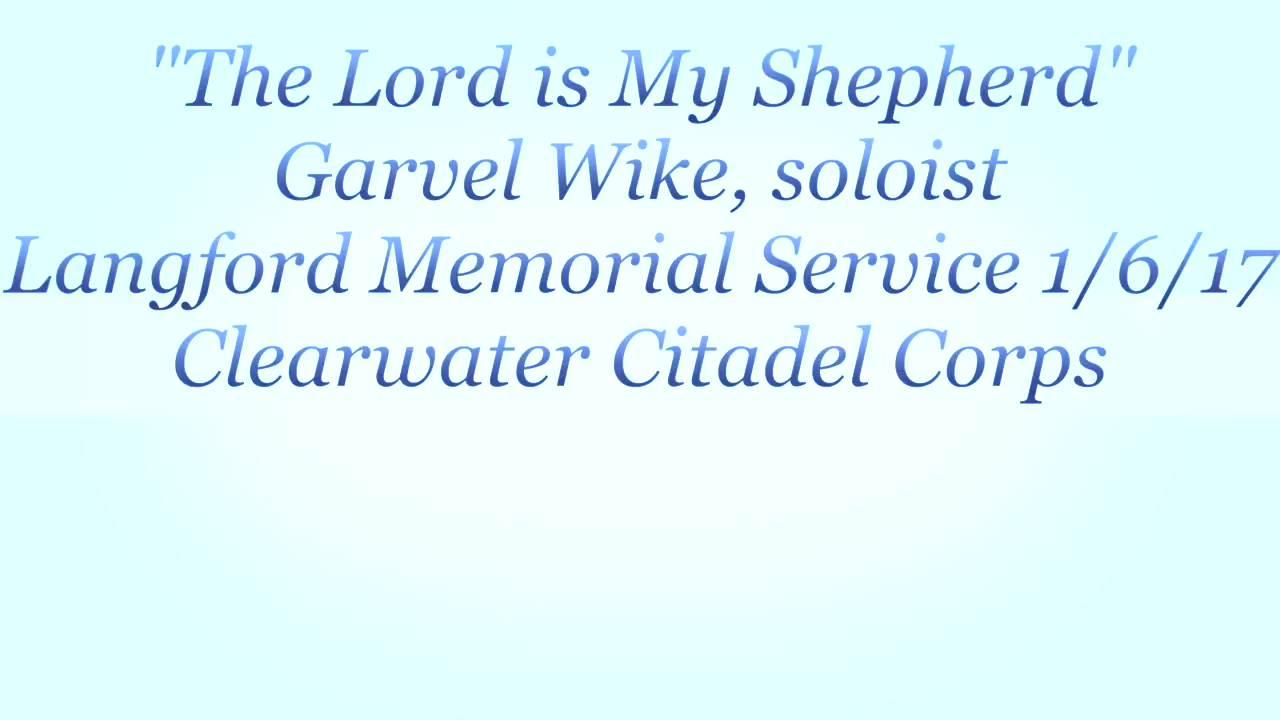 "The Lord is My Shepherd"
Garvel Wike, soloist
Langford Memorial Service 1/6/17
Clearwater Citadel Corps